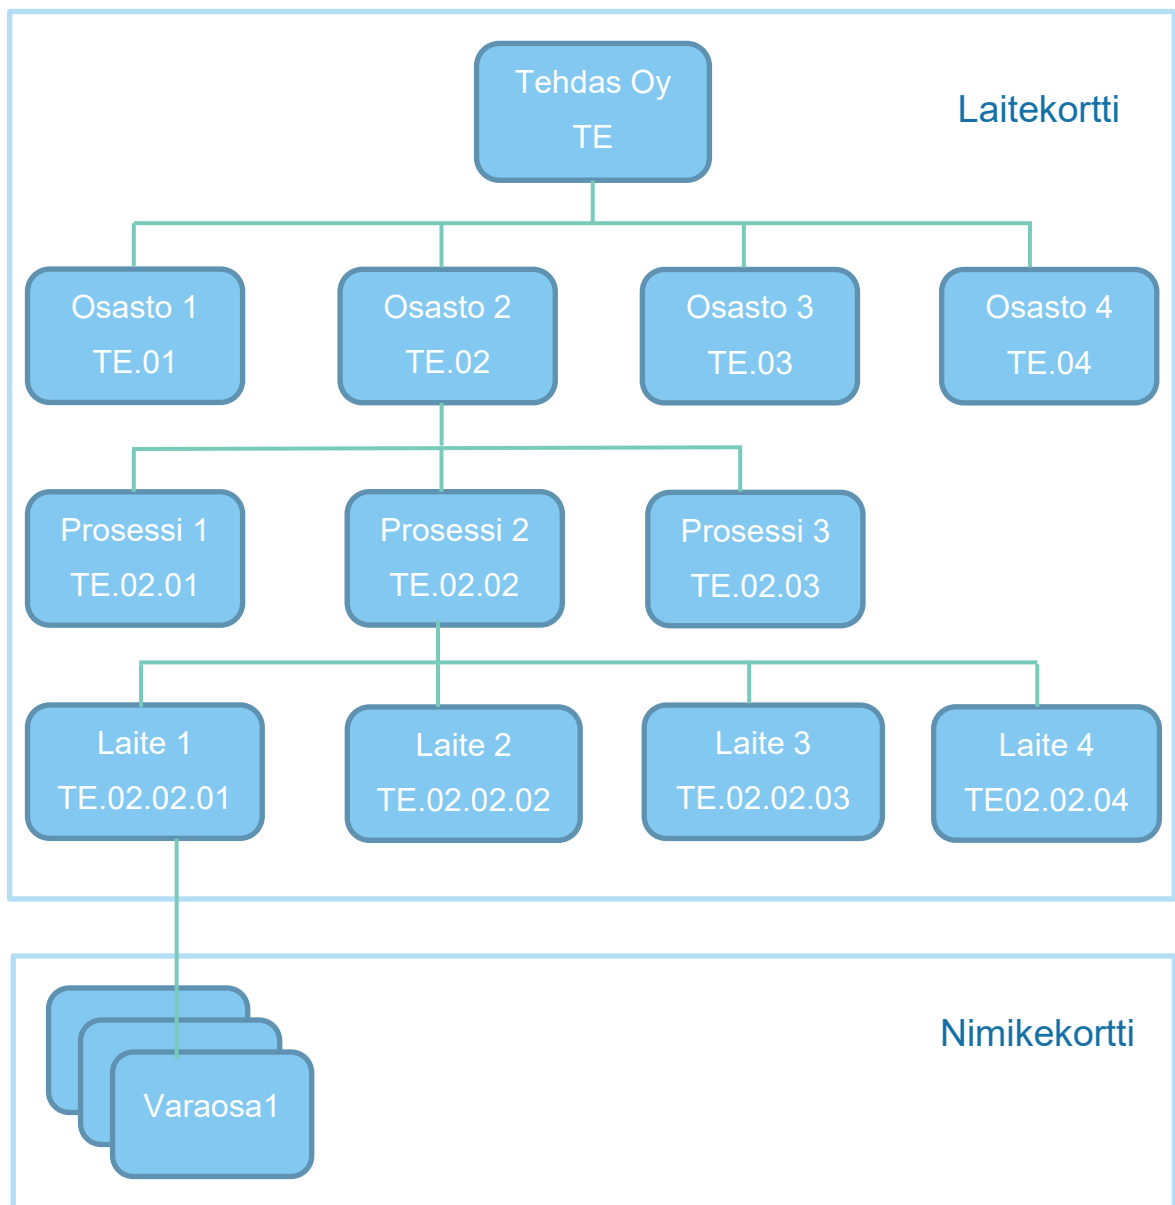 Tehdas Oy
TE
Laitekortti
Osasto 1
TE.01
Osasto 2
TE.02
Osasto 3
TE.03
Osasto 4
TE.04
Prosessi 1
TE.02.01
Prosessi 2
TE.02.02
Prosessi 3
TE.02.03
Laite 1
TE.02.02.01
Laite 2
TE.02.02.02
Laite 3
TE.02.02.03
Laite 4
TE02.02.04
Nimikekortti
Varaosa1